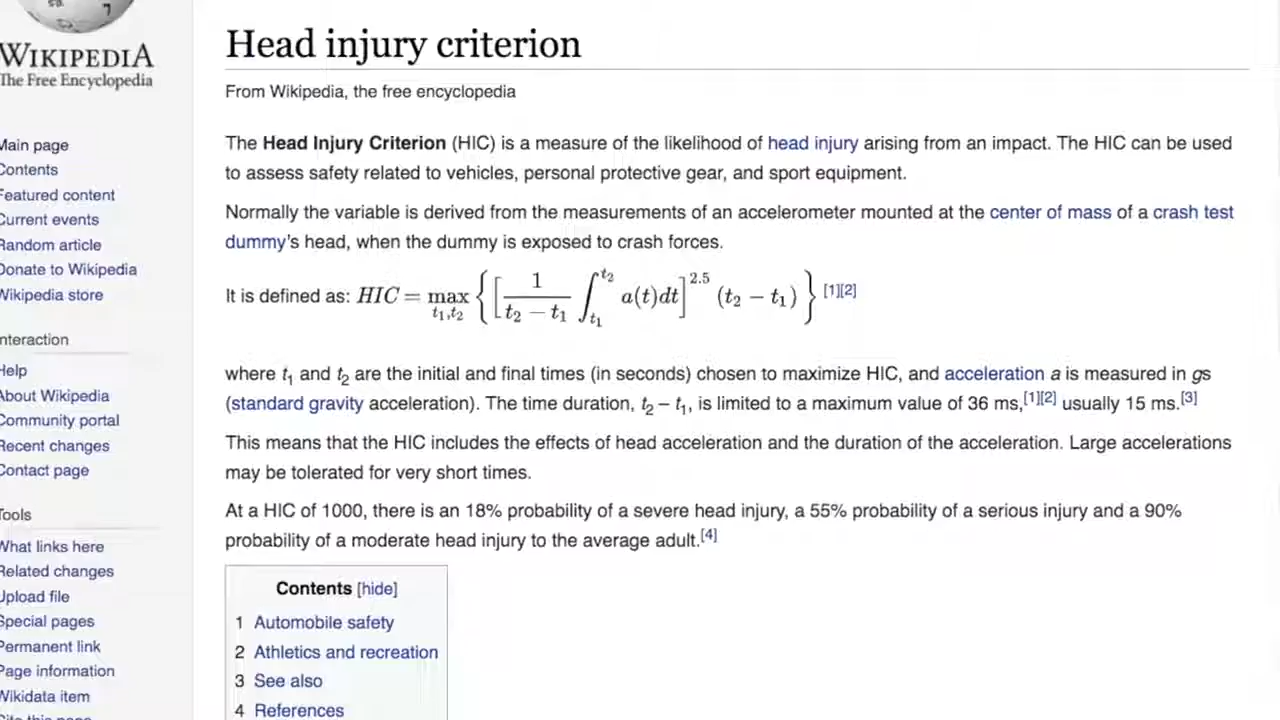 WIKIPEDIA
The Free Encyclopedia
Main page
Contents
Featured content
Current events
Random article
Donate to Wikipedia
Wikipedia store
Interaction
Help
About Wikipedia
Community portal
Recent changes
Contact page
Tools
What links here
Related changes
Upload file
Special pages
Permanent link
Page information
Wikidata item
Cite this page
Head injury criterion
From Wikipedia, the free encyclopedia
The Head Injury Criterion (HIC) is a measure of the likelihood of head injury arising from an impact. The HIC can be used
to assess safety related to vehicles, personal protective gear, and sport equipment.
Normally the variable is derived from the measurements of an accelerometer mounted at the center of mass of a crash test
dummy's head, when the dummy is exposed to crash forces.
It is defined as: HIC = max_{t₁,t₂} { [ 1/(t₂ − t₁) ∫_{t₁}^{t₂} a(t)dt ]^{2.5} (t₂ − t₁) } [1][2]
where t₁ and t₂ are the initial and final times (in seconds) chosen to maximize HIC, and acceleration a is measured in gs
(standard gravity acceleration). The time duration, t₂ – t₁, is limited to a maximum value of 36 ms,[1][2] usually 15 ms.[3]
This means that the HIC includes the effects of head acceleration and the duration of the acceleration. Large accelerations
may be tolerated for very short times.
At a HIC of 1000, there is an 18% probability of a severe head injury, a 55% probability of a serious injury and a 90%
probability of a moderate head injury to the average adult.[4]
Contents [hide]
1 Automobile safety
2 Athletics and recreation
3 See also
4 References